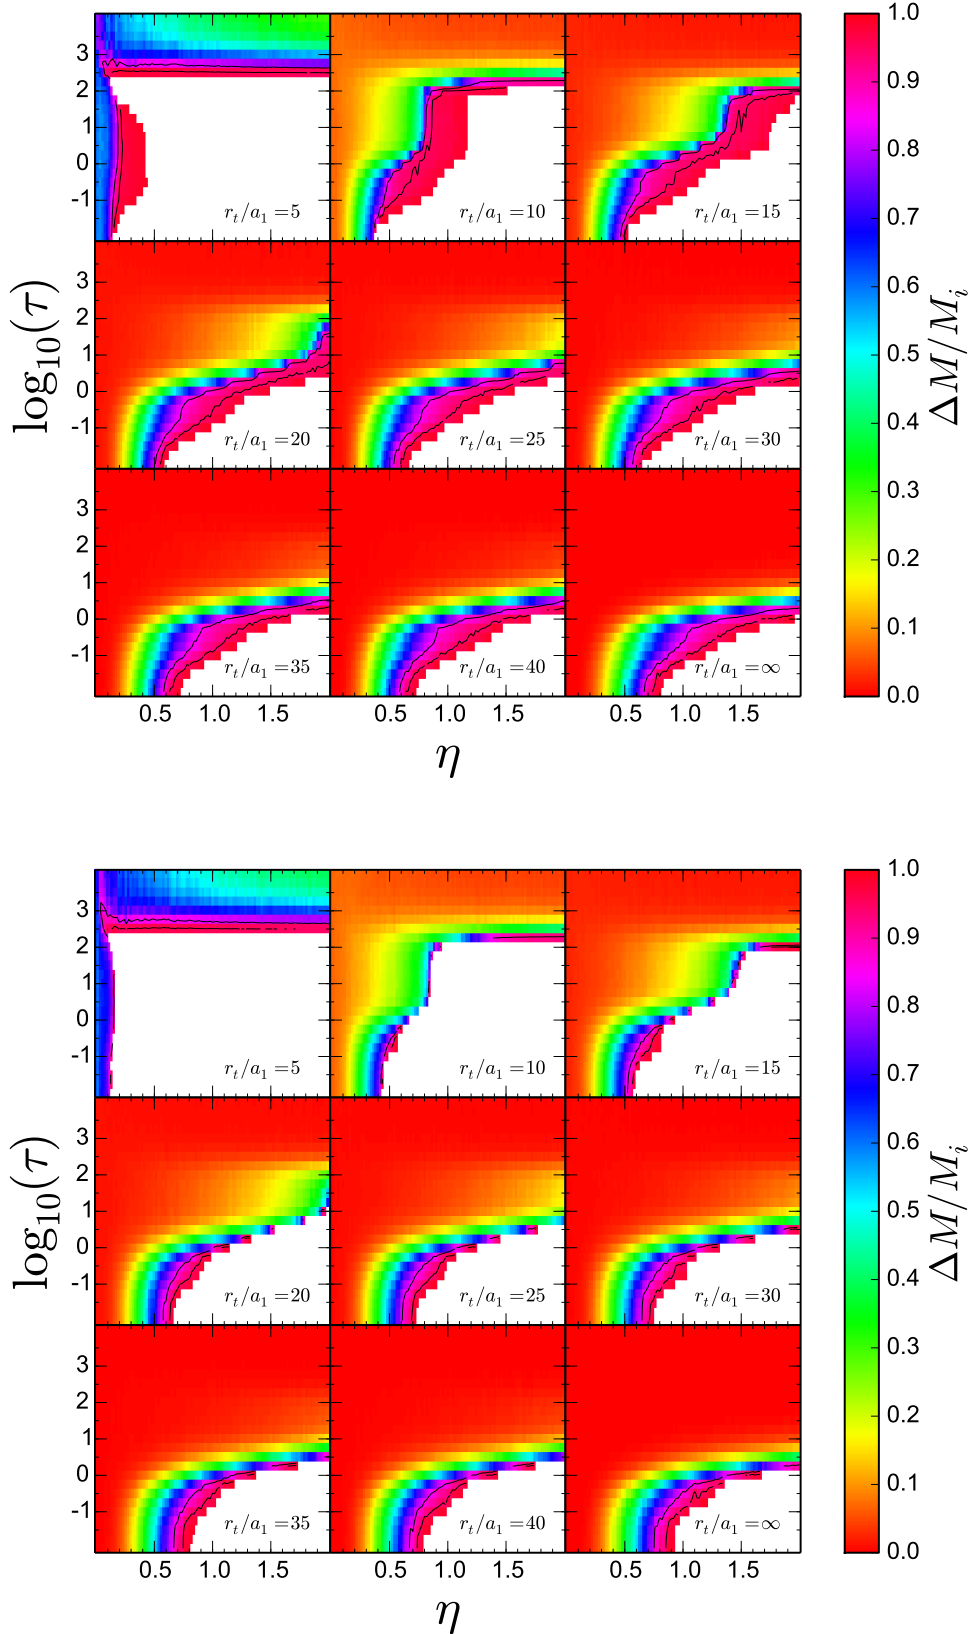 3
2
1
0
-1
r_t/a_1=5
r_t/a_1=10
r_t/a_1=15
3
2
1
0
-1
r_t/a_1=20
r_t/a_1=25
r_t/a_1=30
3
2
1
0
-1
r_t/a_1=35
r_t/a_1=40
r_t/a_1=∞
0.5 1.0 1.5 0.5 1.0 1.5 0.5 1.0 1.5
log_10(τ)
η
1.0
0.9
0.8
0.7
0.6
0.5
0.4
0.3
0.2
0.1
0.0
ΔM/M_i
3
2
1
0
-1
r_t/a_1=5
r_t/a_1=10
r_t/a_1=15
3
2
1
0
-1
r_t/a_1=20
r_t/a_1=25
r_t/a_1=30
3
2
1
0
-1
r_t/a_1=35
r_t/a_1=40
r_t/a_1=∞
0.5 1.0 1.5 0.5 1.0 1.5 0.5 1.0 1.5
log_10(τ)
η
1.0
0.9
0.8
0.7
0.6
0.5
0.4
0.3
0.2
0.1
0.0
ΔM/M_i